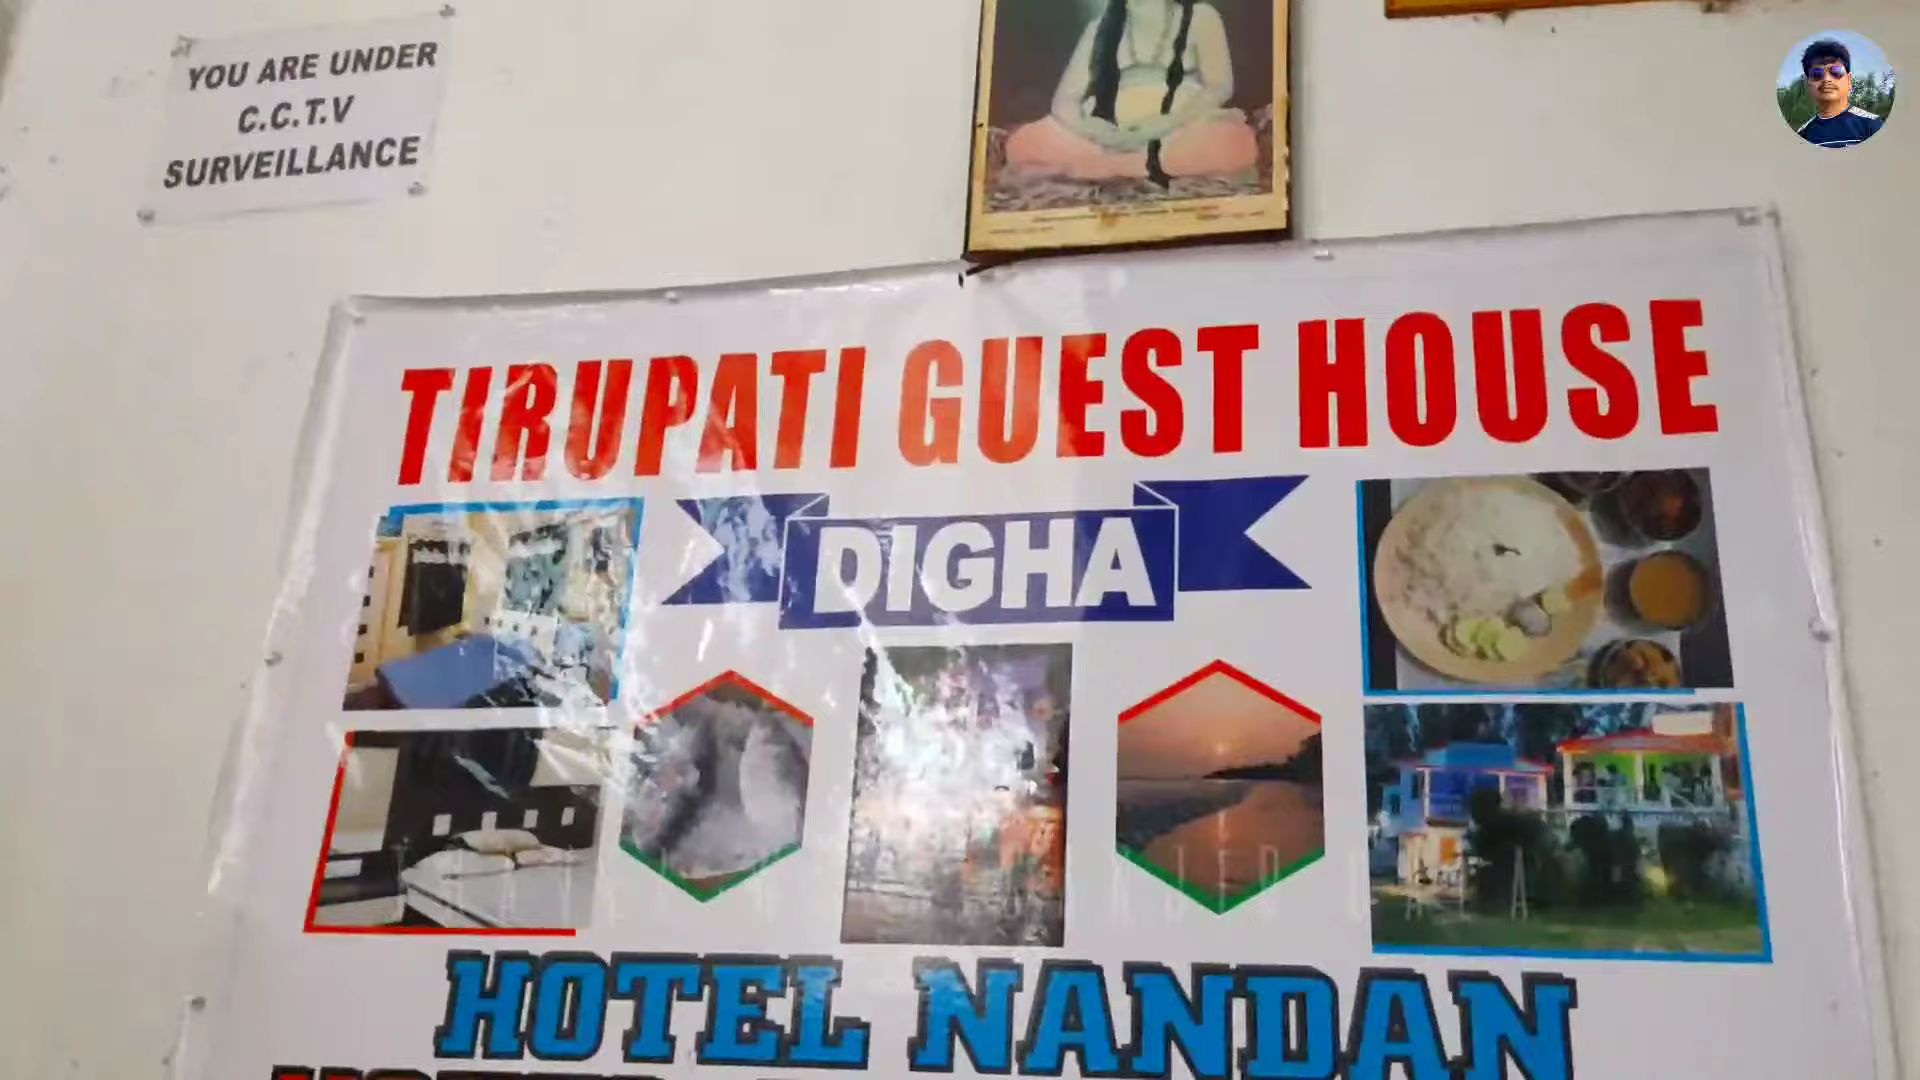 YOU ARE UNDER
C.C.T.V
SURVEILLANCE
TIRUPATI GUEST HOUSE
DIGHA
HOTEL NANDAN